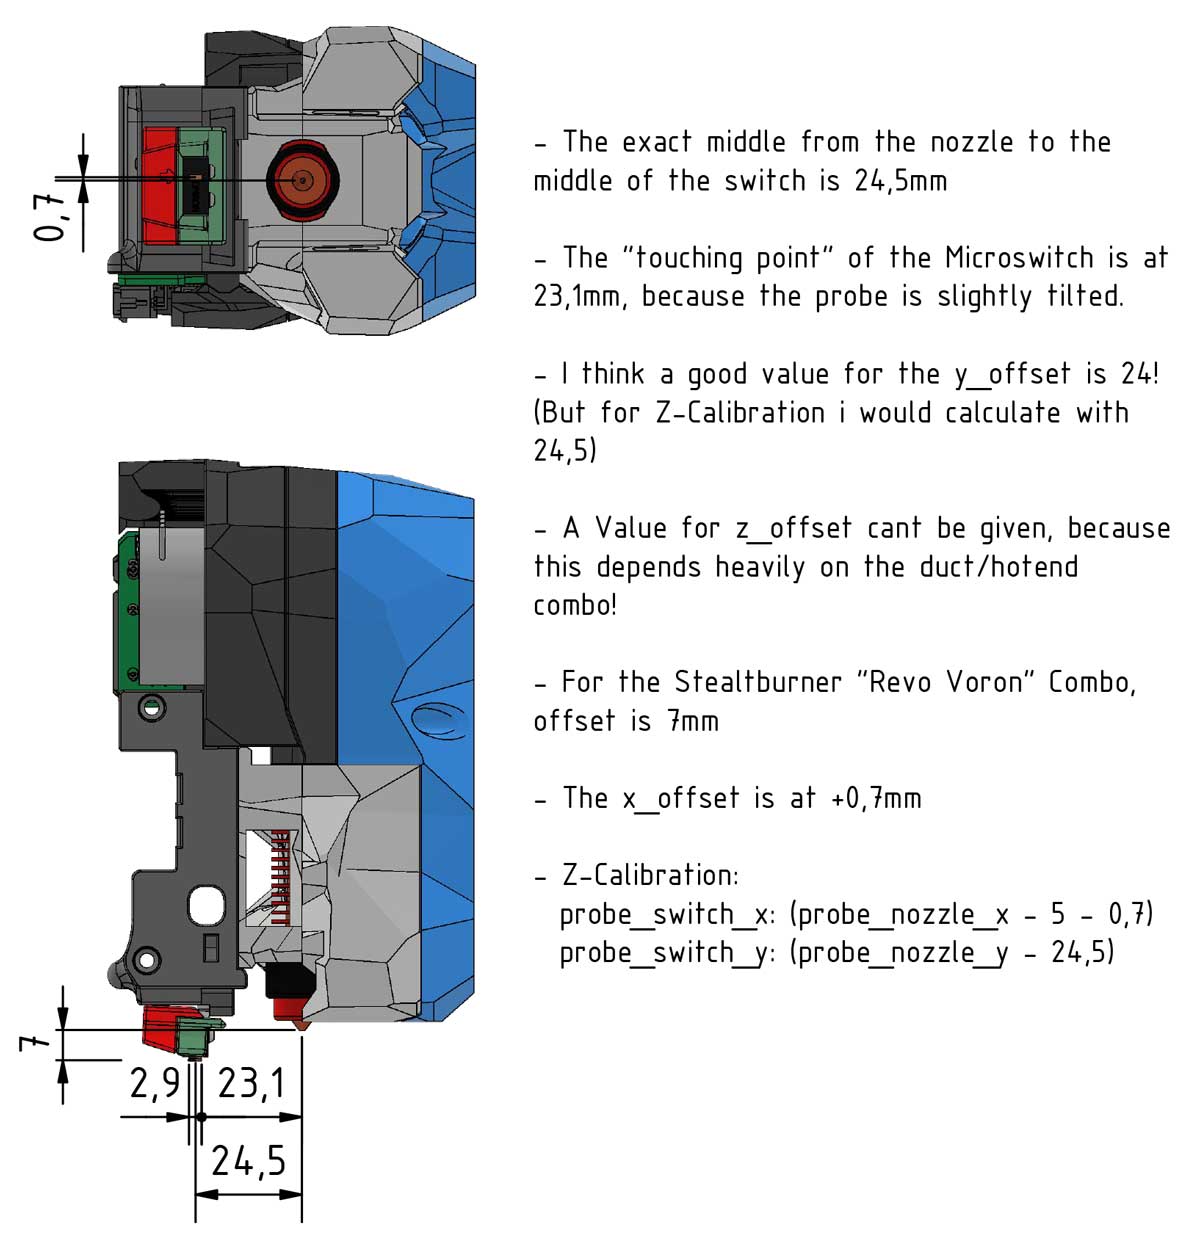 - The exact middle from the nozzle to the
middle of the switch is 24,5mm
- The "touching point" of the Microswitch is at
23,1mm, because the probe is slightly tilted.
- I think a good value for the y_offset is 24!
(But for Z-Calibration i would calculate with
24,5)
- A Value for z_offset cant be given, because
this depends heavily on the duct/hotend
combo!
- For the Stealtburner "Revo Voron" Combo,
offset is 7mm
- The x_offset is at +0,7mm
- Z-Calibration:
probe_switch_x: (probe_nozzle_x - 5 - 0,7)
probe_switch_y: (probe_nozzle_y - 24,5)
0,7
7
2,9
23,1
24,5